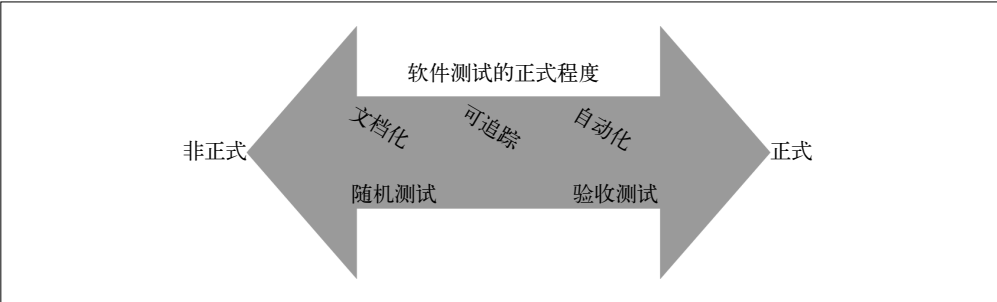 软件测试的正式程度
文档化
可追踪
自动化
非正式
正式
随机测试
验收测试